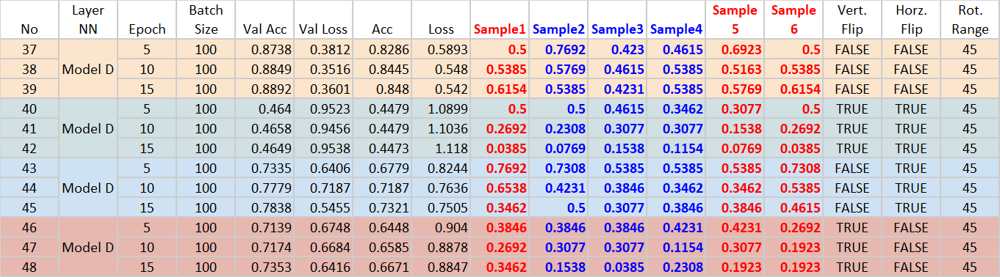 No Layer NN Epoch Batch Size Val Acc Val Loss Acc Loss Sample1 Sample2 Sample3 Sample4 Sample 5 Sample 6 Vert. Flip Horz. Flip Rot. Range
37 5 100 0.8738 0.3812 0.8286 0.5893 0.5 0.7692 0.423 0.4615 0.6923 0.5 FALSE FALSE 45
38 Model D 10 100 0.8849 0.3516 0.8445 0.548 0.5385 0.5769 0.4615 0.5385 0.5163 0.5385 FALSE FALSE 45
39 15 100 0.8892 0.3601 0.848 0.542 0.6154 0.5385 0.4231 0.5385 0.5769 0.6154 FALSE FALSE 45
40 5 100 0.464 0.9523 0.4479 1.0899 0.5 0.5 0.4615 0.3462 0.3077 0.5 TRUE TRUE 45
41 Model D 10 100 0.4658 0.9456 0.4479 1.1036 0.2692 0.2308 0.3077 0.3077 0.1538 0.2692 TRUE TRUE 45
42 15 100 0.4649 0.9538 0.4473 1.118 0.0385 0.0769 0.1538 0.1154 0.0769 0.0385 TRUE TRUE 45
43 5 100 0.7335 0.6406 0.6779 0.8244 0.7692 0.7308 0.5385 0.5385 0.5385 0.7308 FALSE TRUE 45
44 Model D 10 100 0.7779 0.7187 0.7187 0.7636 0.6538 0.4231 0.3846 0.3462 0.3462 0.5385 FALSE TRUE 45
45 15 100 0.7838 0.5455 0.7321 0.7505 0.3462 0.5 0.3077 0.3846 0.3846 0.4615 FALSE TRUE 45
46 5 100 0.7139 0.6748 0.6448 0.904 0.3846 0.3846 0.3846 0.4231 0.4231 0.2692 TRUE FALSE 45
47 Model D 10 100 0.7174 0.6684 0.6585 0.8878 0.2692 0.3077 0.3077 0.1154 0.3077 0.1923 TRUE FALSE 45
48 15 100 0.7353 0.6416 0.6671 0.8847 0.3462 0.1538 0.0385 0.2308 0.1923 0.1923 TRUE FALSE 45